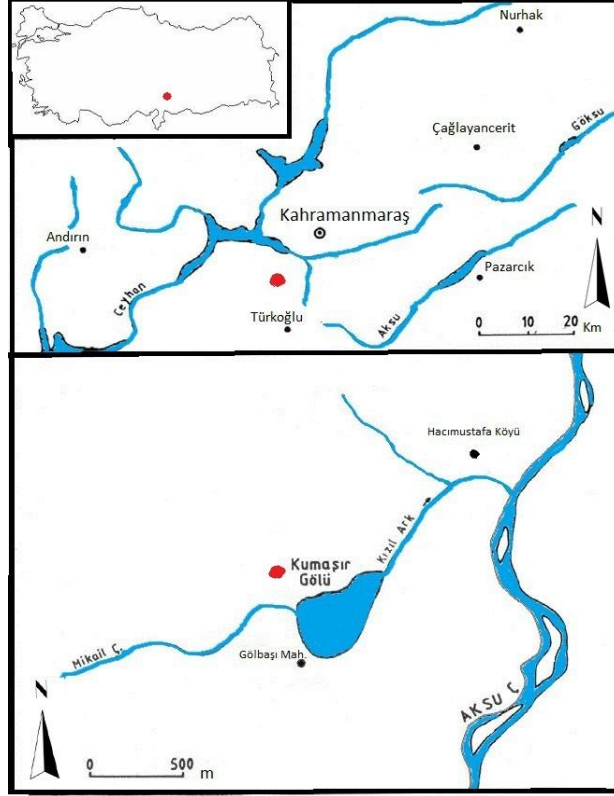 Nurhak
Çağlayancerit
Göksu
Kahramanmaraş
N
Andırın
Pazarcık
Ceyhan
Türkoğlu
Aksu
0 10 20 Km
Hacımustafa Köyü
Kızıl Ark
Kumaşır
Gölü
Mikail Ç.
Gölbaşı Mah.
N
AKSU Ç
0 500 m